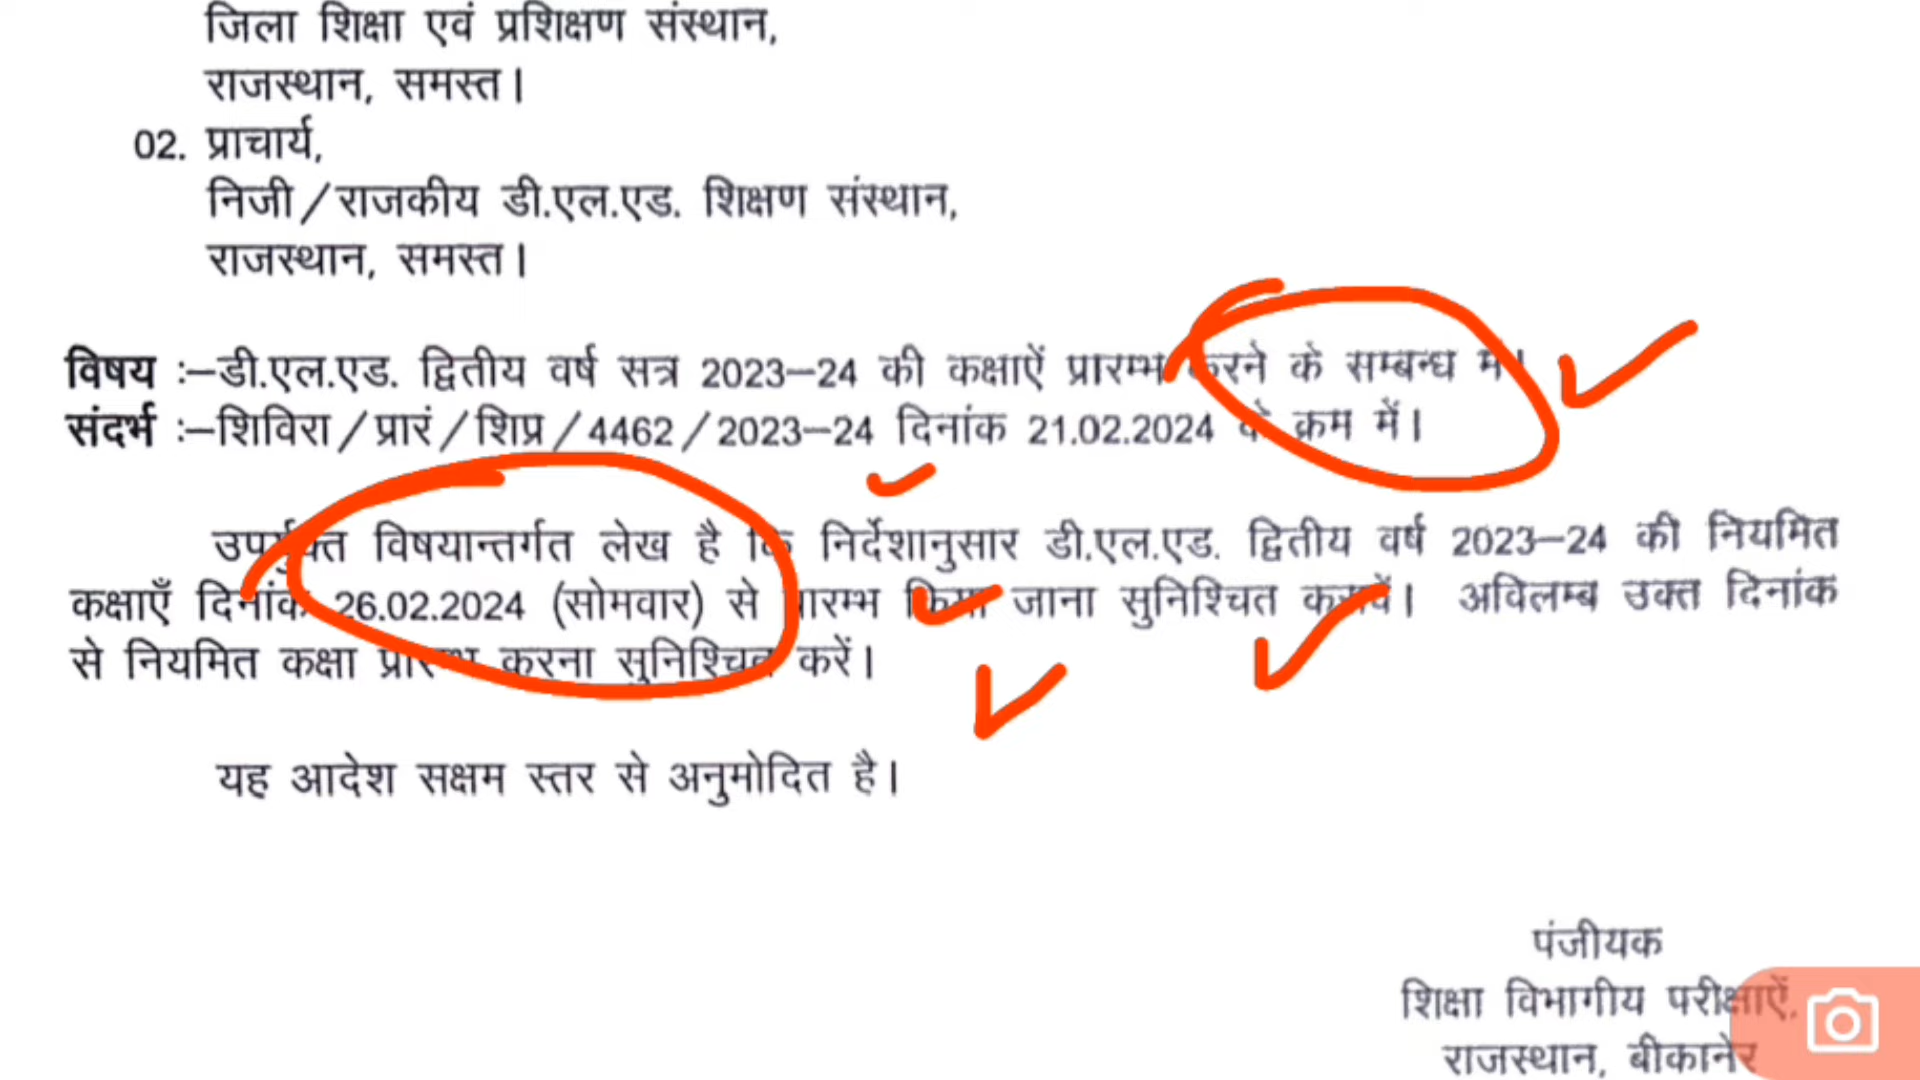 जिला शिक्षा एवं प्रशिक्षण संस्थान,
राजस्थान, समस्त।
02. प्राचार्य,
निजी/राजकीय डी.एल.एड. शिक्षण संस्थान,
राजस्थान, समस्त।
विषय :–डी.एल.एड. द्वितीय वर्ष सत्र 2023–24 की कक्षाऐं प्रारम्भ करने के सम्बन्ध में।
संदर्भ :–शिविरा/प्रारं/शिप्र/4462/2023–24 दिनांक 21.02.2024 के क्रम में।
उपर्युक्त विषयान्तर्गत लेख है कि निर्देशानुसार डी.एल.एड. द्वितीय वर्ष 2023–24 की नियमित
कक्षाएँ दिनांक 26.02.2024 (सोमवार) से प्रारम्भ किया जाना सुनिश्चित करावें। अविलम्ब उक्त दिनांक
से नियमित कक्षा प्रारम्भ करना सुनिश्चित करें।
यह आदेश सक्षम स्तर से अनुमोदित है।
पंजीयक
शिक्षा विभागीय परीक्षाऐं,
राजस्थान, बीकानेर